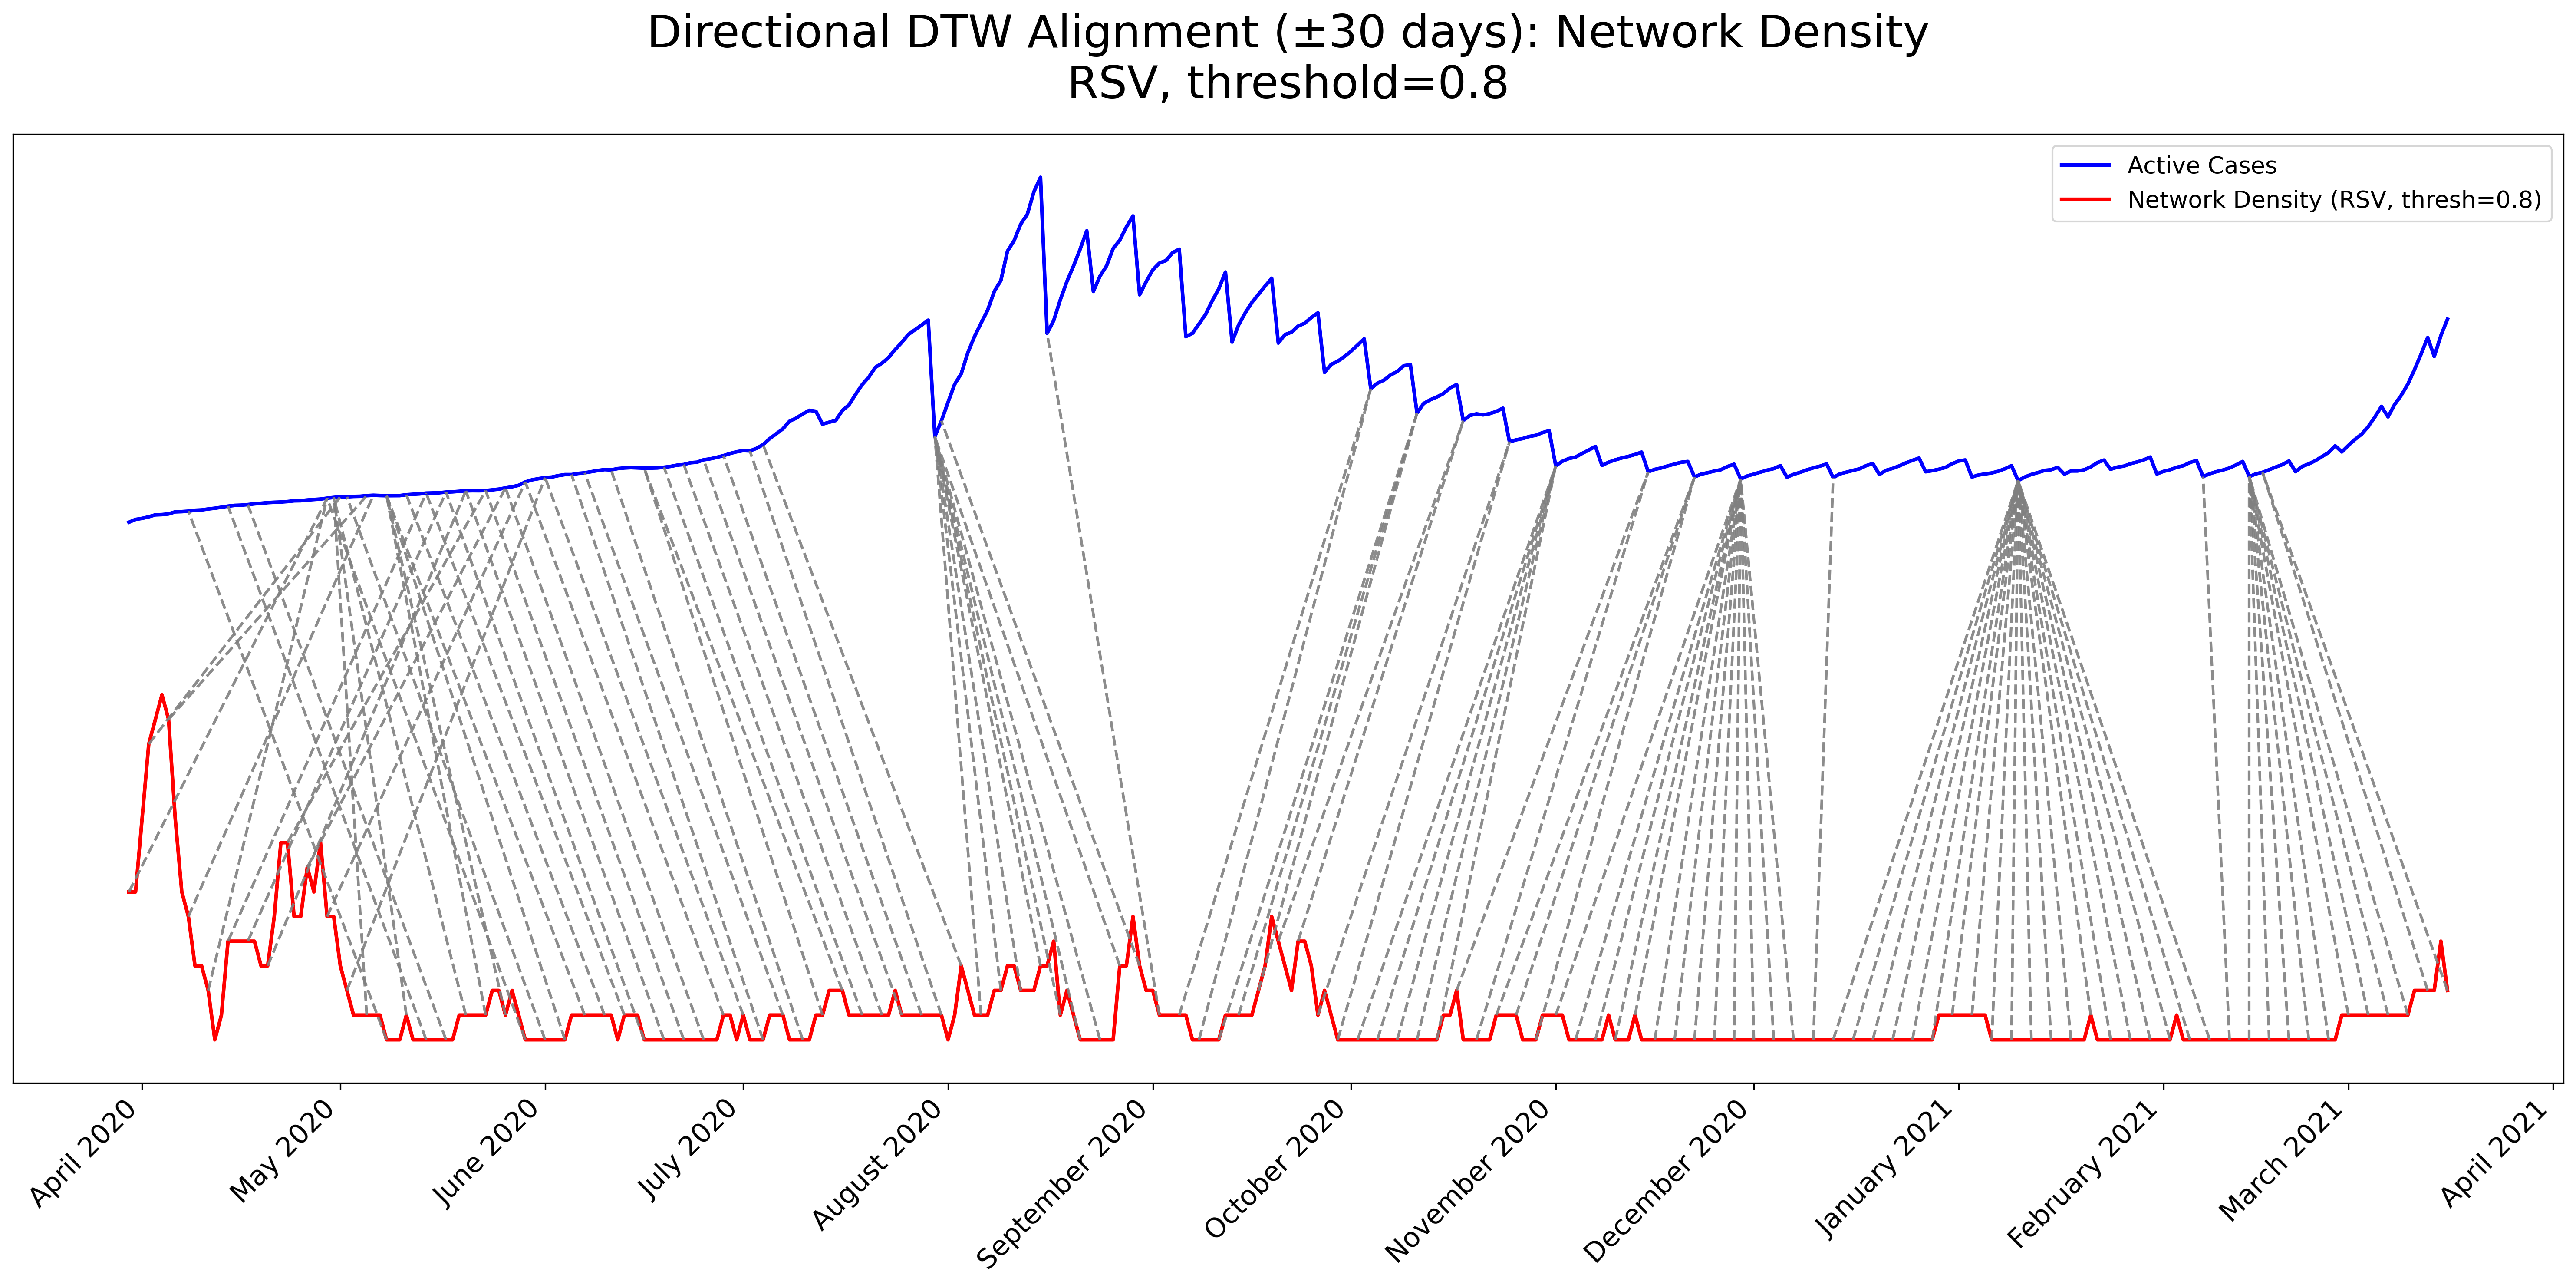 Directional DTW Alignment (±30 days): Network Density
RSV, threshold=0.8
Active Cases
Network Density (RSV, thresh=0.8)
April 2020
May 2020
June 2020
July 2020
August 2020
September 2020
October 2020
November 2020
December 2020
January 2021
February 2021
March 2021
April 2021